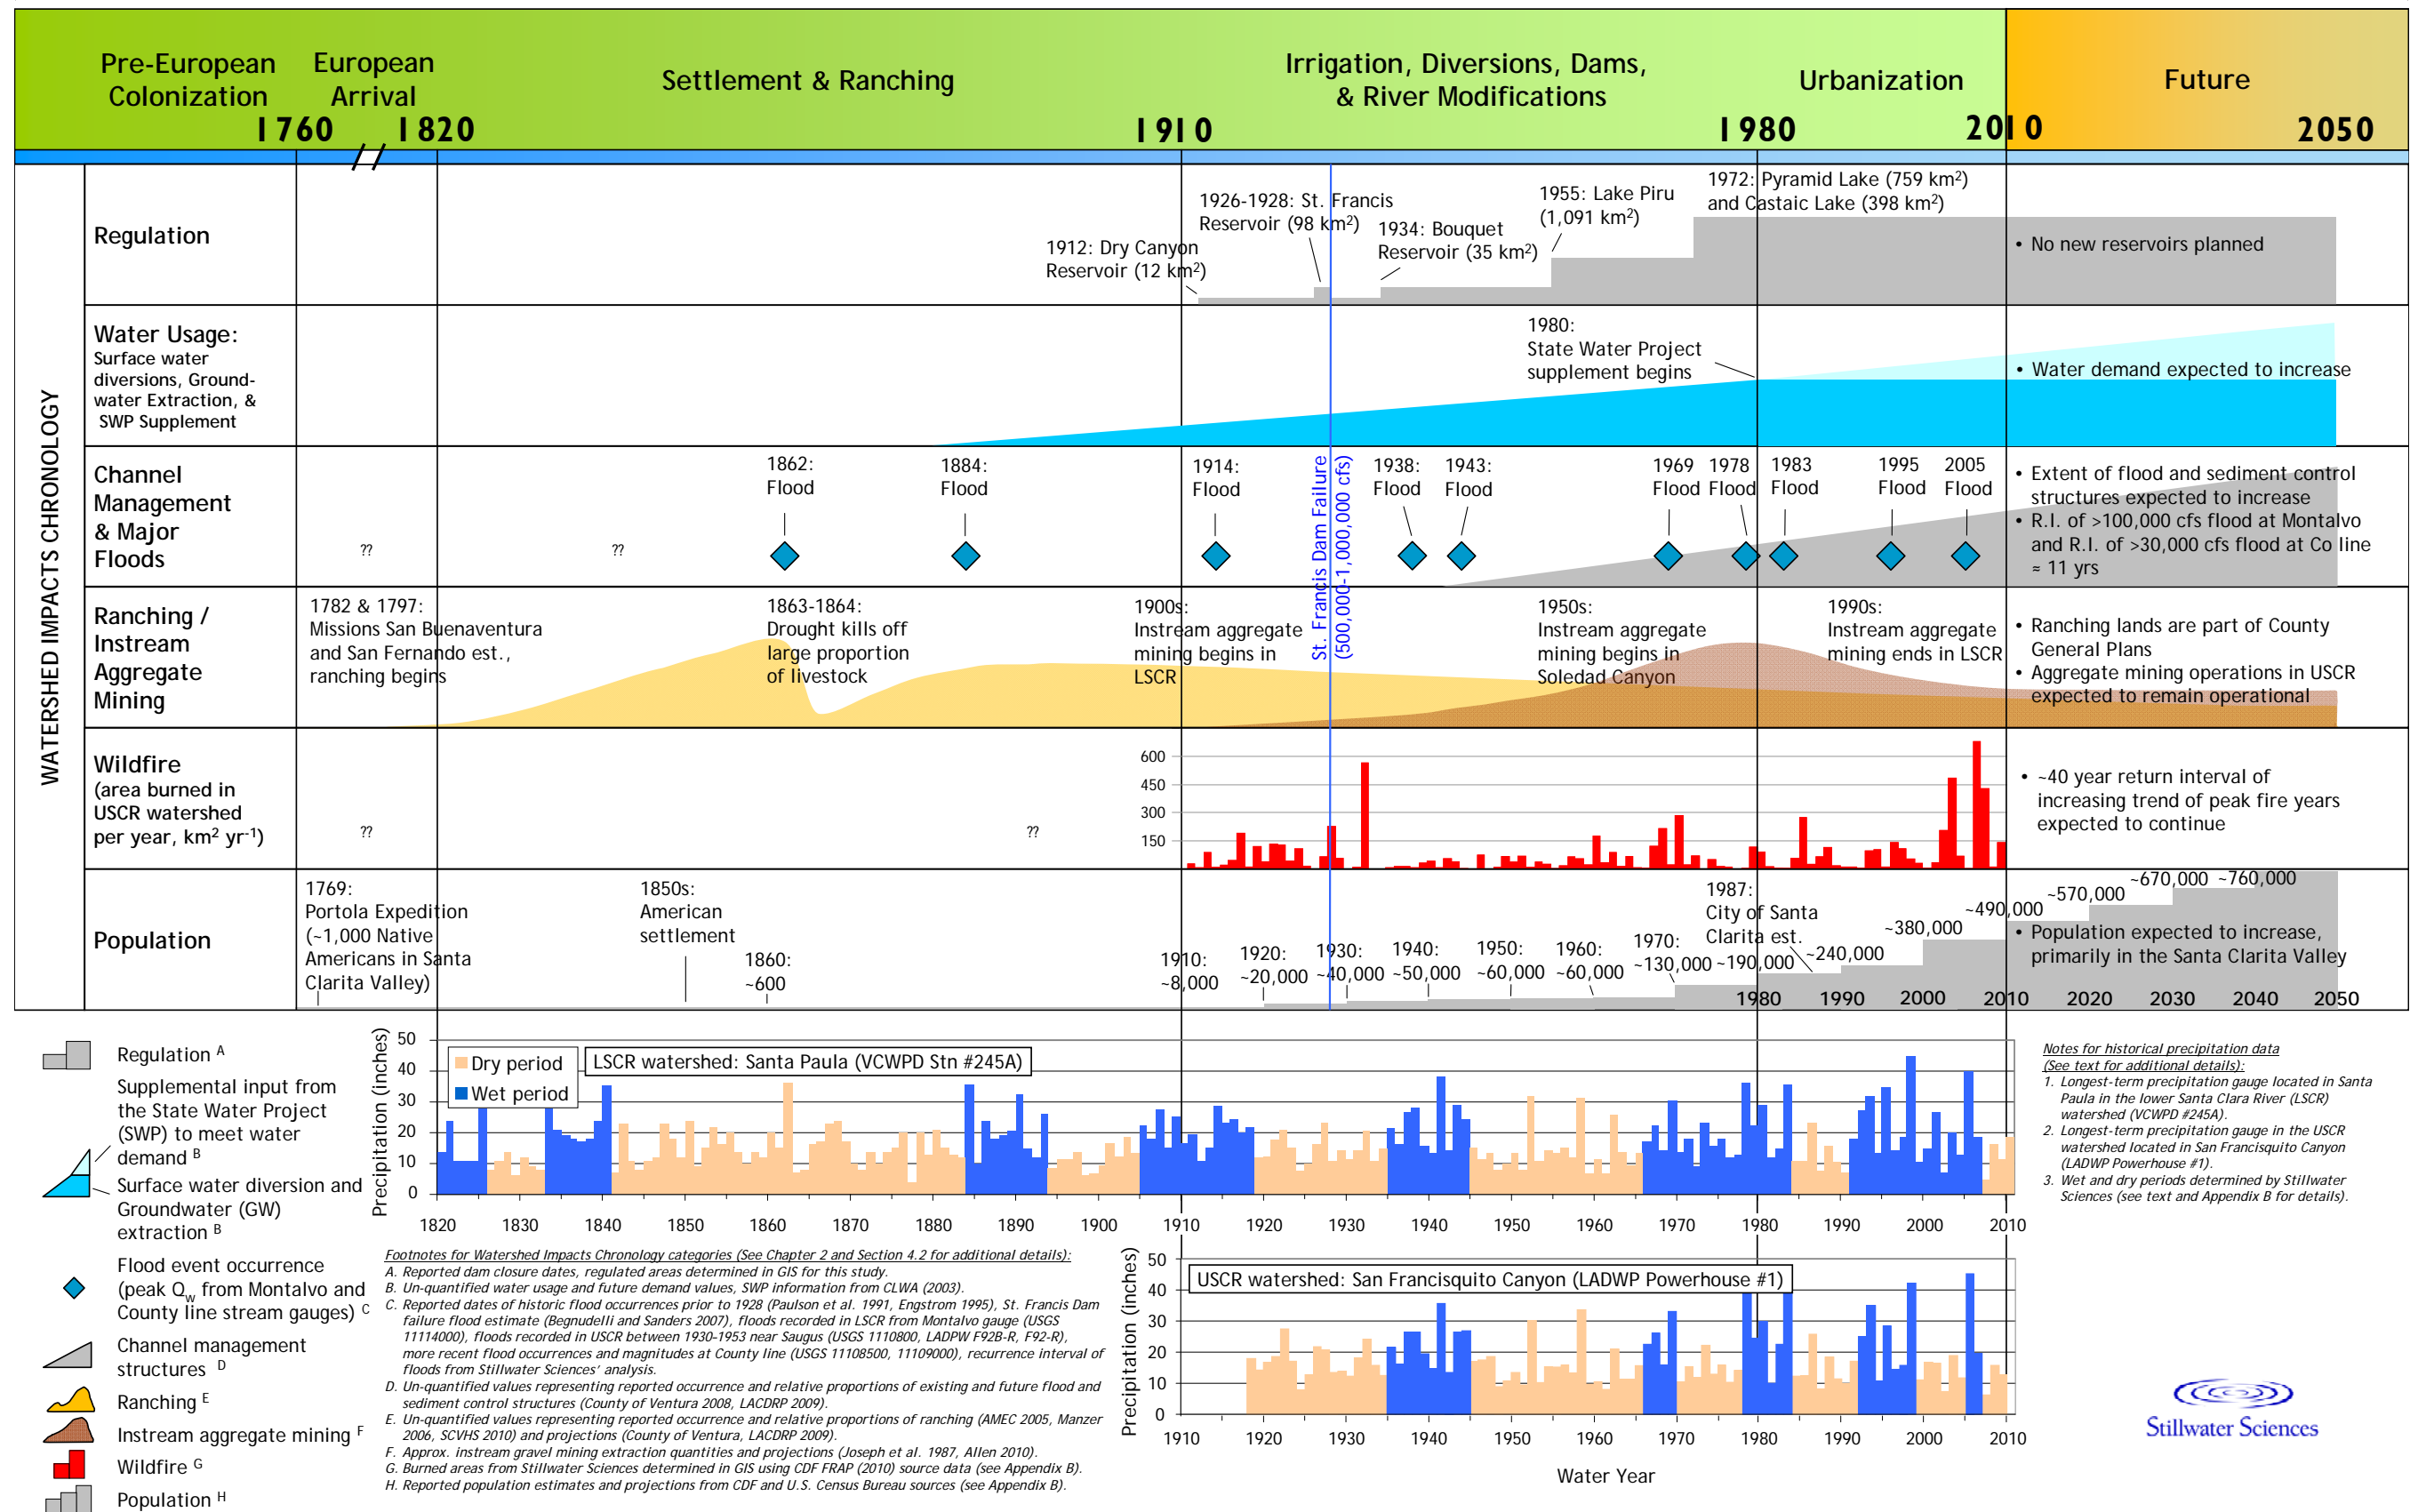 Pre-European
Colonization
European
Arrival
Settlement & Ranching
Irrigation, Diversions, Dams,
& River Modifications
Urbanization
Future
1760
1820
1910
1980
2010
2050
WATERSHED IMPACTS CHRONOLOGY
Regulation
1912: Dry Canyon
Reservoir (12 km²)
1926-1928: St. Francis
Reservoir (98 km²)
1934: Bouquet
Reservoir (35 km²)
1955: Lake Piru
(1,091 km²)
1972: Pyramid Lake (759 km²)
and Castaic Lake (398 km²)
• No new reservoirs planned
Water Usage:
Surface water
diversions, Ground-
water Extraction, &
SWP Supplement
1980:
State Water Project
supplement begins
• Water demand expected to increase
Channel
Management
& Major
Floods
??
??
1862:
Flood
1884:
Flood
1914:
Flood
St. Francis Dam Failure
(500,000-1,000,000 cfs)
1938:
Flood
1943:
Flood
1969
Flood
1978
Flood
1983
Flood
1995
Flood
2005
Flood
• Extent of flood and sediment control
structures expected to increase
• R.I. of >100,000 cfs flood at Montalvo
and R.I. of >30,000 cfs flood at Co line
≈ 11 yrs
Ranching /
Instream
Aggregate
Mining
1782 & 1797:
Missions San Buenaventura
and San Fernando est.,
ranching begins
1863-1864:
Drought kills off
large proportion
of livestock
1900s:
Instream aggregate
mining begins in
LSCR
1950s:
Instream aggregate
mining begins in
Soledad Canyon
1990s:
Instream aggregate
mining ends in LSCR
• Ranching lands are part of County
General Plans
• Aggregate mining operations in USCR
expected to remain operational
Wildfire
(area burned in
USCR watershed
per year, km² yr⁻¹)
??
??
600
450
300
150
• ~40 year return interval of
increasing trend of peak fire years
expected to continue
Population
1769:
Portola Expedition
(~1,000 Native
Americans in Santa
Clarita Valley)
1850s:
American
settlement
1860:
~600
1910:
~8,000
1920:
~20,000
1930:
~40,000
1940:
~50,000
1950:
~60,000
1960:
~60,000
1970:
~130,000
~190,000
1987:
City of Santa
Clarita est.
~240,000
~380,000
~490,000
~570,000
~670,000
~760,000
• Population expected to increase,
primarily in the Santa Clarita Valley
1980 1990 2000 2010 2020 2030 2040 2050
Regulation A
Supplemental input from
the State Water Project
(SWP) to meet water
demand B
Surface water diversion and
Groundwater (GW)
extraction B
Flood event occurrence
(peak Qw from Montalvo and
County line stream gauges) C
Channel management
structures D
Ranching E
Instream aggregate mining F
Wildfire G
Population H
Precipitation (inches)
50
40
30
20
10
0
Dry period
Wet period
LSCR watershed: Santa Paula (VCWPD Stn #245A)
1820 1830 1840 1850 1860 1870 1880 1890 1900 1910 1920 1930 1940 1950 1960 1970 1980 1990 2000 2010
Notes for historical precipitation data
(See text for additional details):
1. Longest-term precipitation gauge located in Santa
Paula in the lower Santa Clara River (LSCR)
watershed (VCWPD #245A).
2. Longest-term precipitation gauge in the USCR
watershed located in San Francisquito Canyon
(LADWP Powerhouse #1).
3. Wet and dry periods determined by Stillwater
Sciences (see text and Appendix B for details).
Footnotes for Watershed Impacts Chronology categories (See Chapter 2 and Section 4.2 for additional details):
A. Reported dam closure dates, regulated areas determined in GIS for this study.
B. Un-quantified water usage and future demand values, SWP information from CLWA (2003).
C. Reported dates of historic flood occurrences prior to 1928 (Paulson et al. 1991, Engstrom 1995), St. Francis Dam
failure flood estimate (Begnudelli and Sanders 2007), floods recorded in LSCR from Montalvo gauge (USGS
11114000), floods recorded in USCR between 1930-1953 near Saugus (USGS 1110800, LADPW F92B-R, F92-R),
more recent flood occurrences and magnitudes at County line (USGS 11108500, 11109000), recurrence interval of
floods from Stillwater Sciences' analysis.
D. Un-quantified values representing reported occurrence and relative proportions of existing and future flood and
sediment control structures (County of Ventura 2008, LACDRP 2009).
E. Un-quantified values representing reported occurrence and relative proportions of ranching (AMEC 2005, Manzer
2006, SCVHS 2010) and projections (County of Ventura, LACDRP 2009).
F. Approx. instream gravel mining extraction quantities and projections (Joseph et al. 1987, Allen 2010).
G. Burned areas from Stillwater Sciences determined in GIS using CDF FRAP (2010) source data (see Appendix B).
H. Reported population estimates and projections from CDF and U.S. Census Bureau sources (see Appendix B).
Precipitation (inches)
50
40
30
20
10
0
USCR watershed: San Francisquito Canyon (LADWP Powerhouse #1)
1910 1920 1930 1940 1950 1960 1970 1980 1990 2000 2010
Water Year
Stillwater Sciences